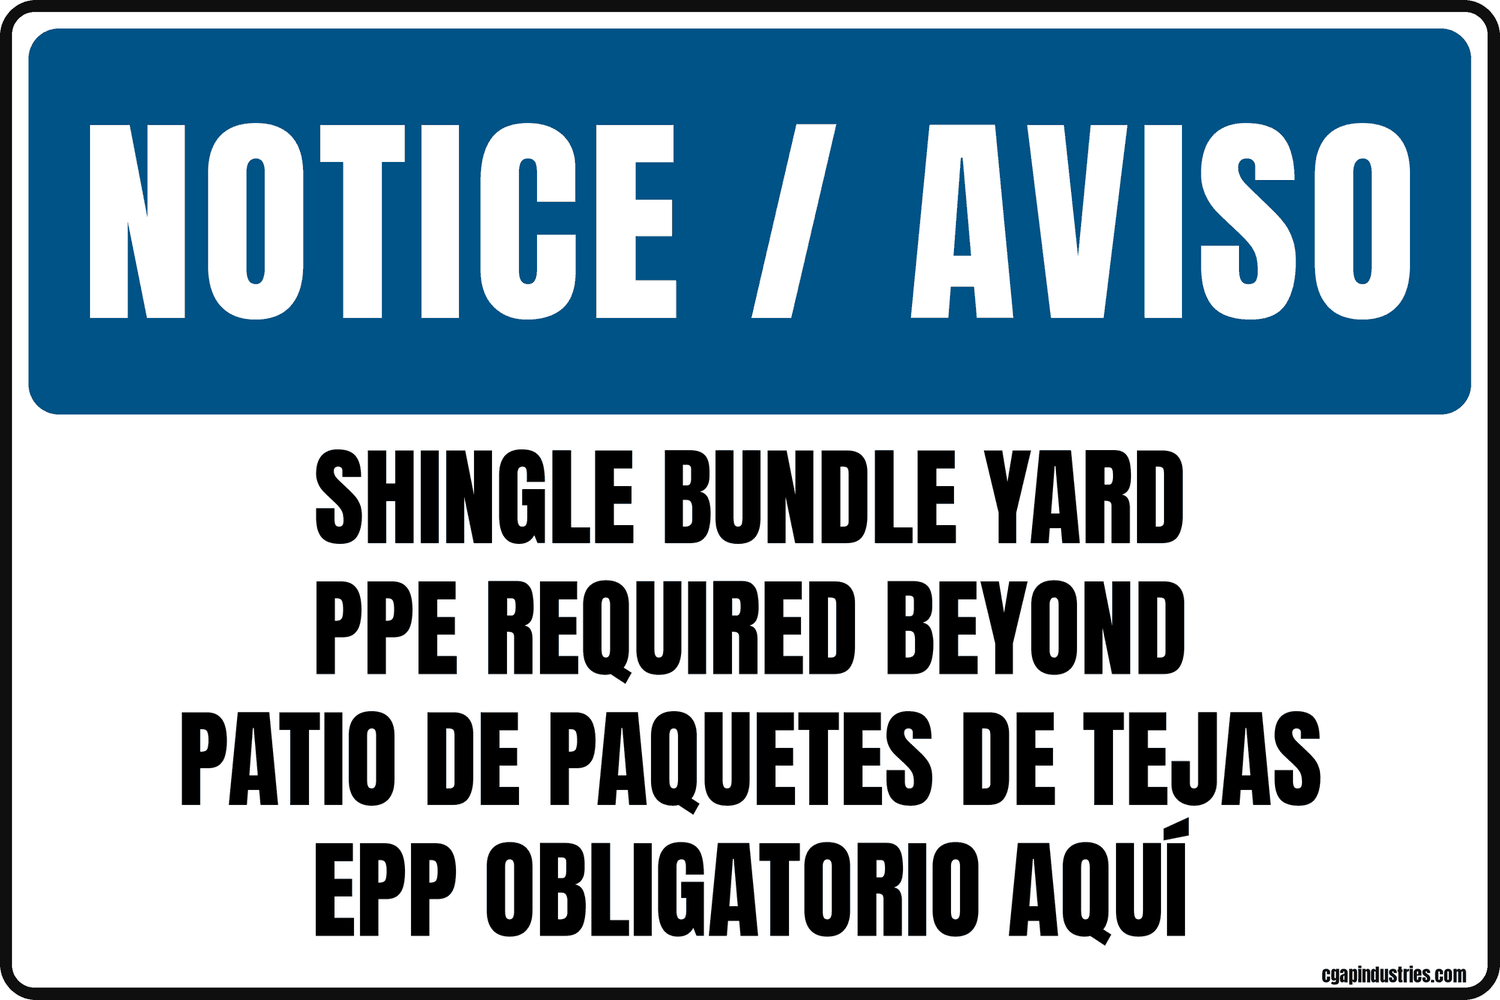 NOTICE / AVISO
SHINGLE BUNDLE YARD
PPE REQUIRED BEYOND
PATIO DE PAQUETES DE TEJAS
EPP OBLIGATORIO AQUÍ
cgapindustries.com